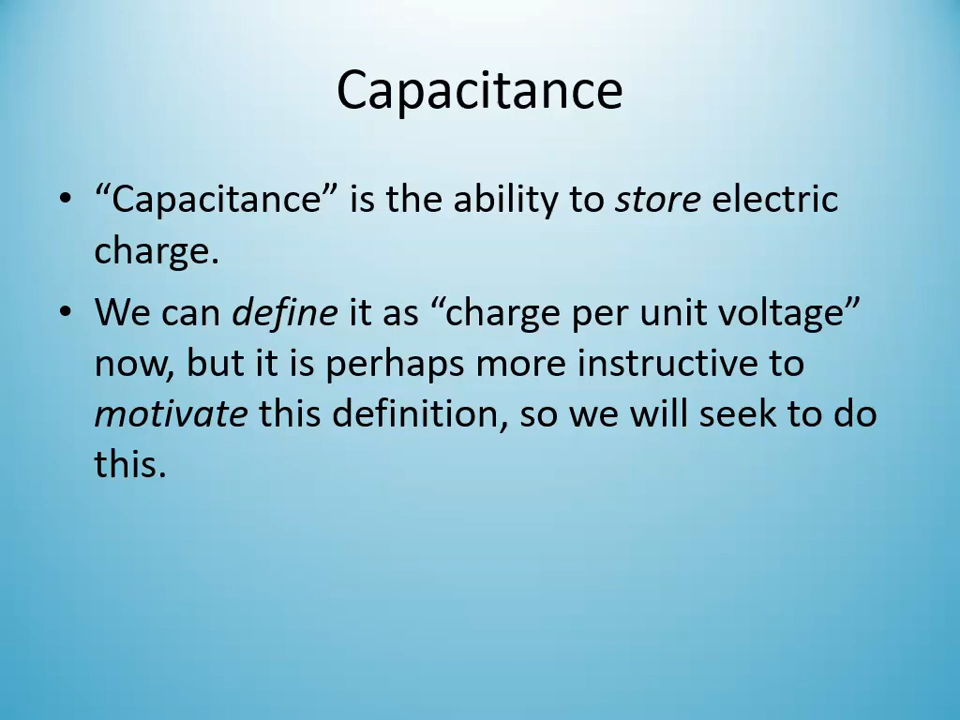 Capacitance
• “Capacitance” is the ability to store electric
charge.
• We can define it as “charge per unit voltage”
now, but it is perhaps more instructive to
motivate this definition, so we will seek to do
this.